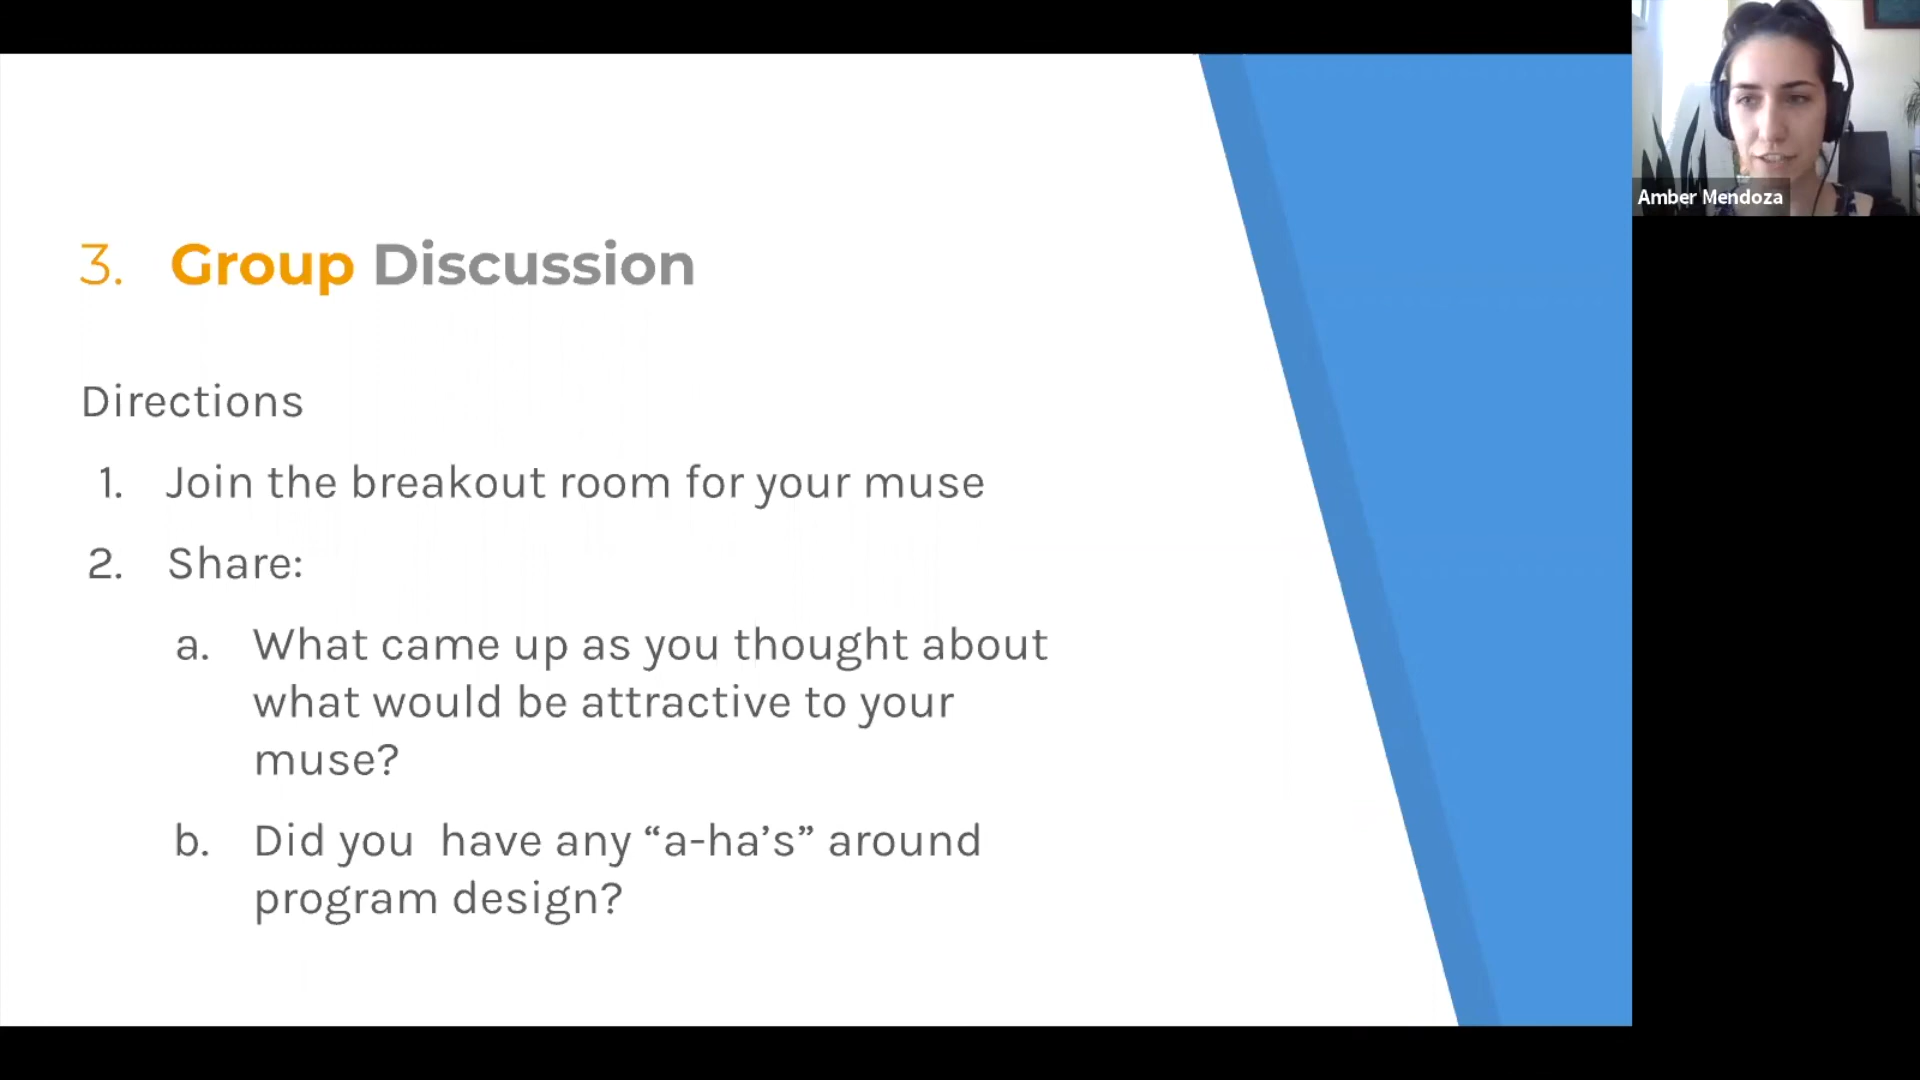 3. Group Discussion
Directions
1. Join the breakout room for your muse
2. Share:
a. What came up as you thought about
what would be attractive to your
muse?
b. Did you  have any “a-ha’s” around
program design?
Amber Mendoza